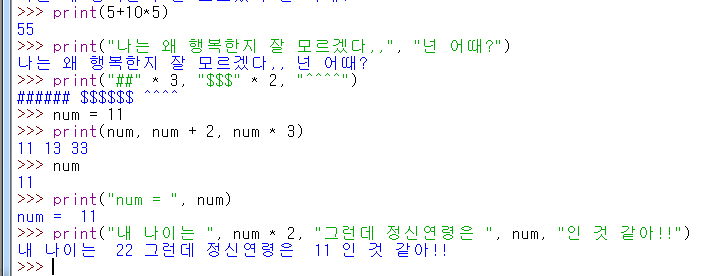 >>> print(5+10*5)
55
>>> print("나는 왜 행복한지 잘 모르겠다,,", "넌 어때?")
나는 왜 행복한지 잘 모르겠다,, 넌 어때?
>>> print("##" * 3, "$$$" * 2, "^^^^")
###### $$$$$$ ^^^^
>>> num = 11
>>> print(num, num + 2, num * 3)
11 13 33
>>> num
11
>>> print("num = ", num)
num =  11
>>> print("내 나이는 ", num * 2, "그런데 정신연령은 ", num, "인 것 같아!!")
내 나이는  22 그런데 정신연령은  11 인 것 같아!!
>>>